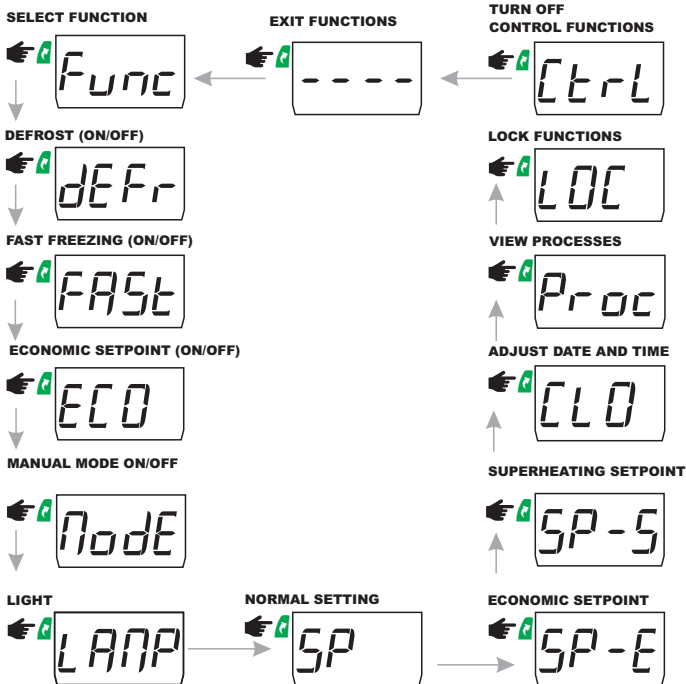 SELECT FUNCTION
Func
EXIT FUNCTIONS
- - - -
TURN OFF
CONTROL FUNCTIONS
CtrL
DEFROST (ON/OFF)
dEFr
LOCK FUNCTIONS
LOC
FAST FREEZING (ON/OFF)
FASt
VIEW PROCESSES
Proc
ECONOMIC SETPOINT (ON/OFF)
ECO
ADJUST DATE AND TIME
CLO
MANUAL MODE ON/OFF
ModE
SUPERHEATING SETPOINT
SP-S
LIGHT
LAMP
NORMAL SETTING
SP
ECONOMIC SETPOINT
SP-E